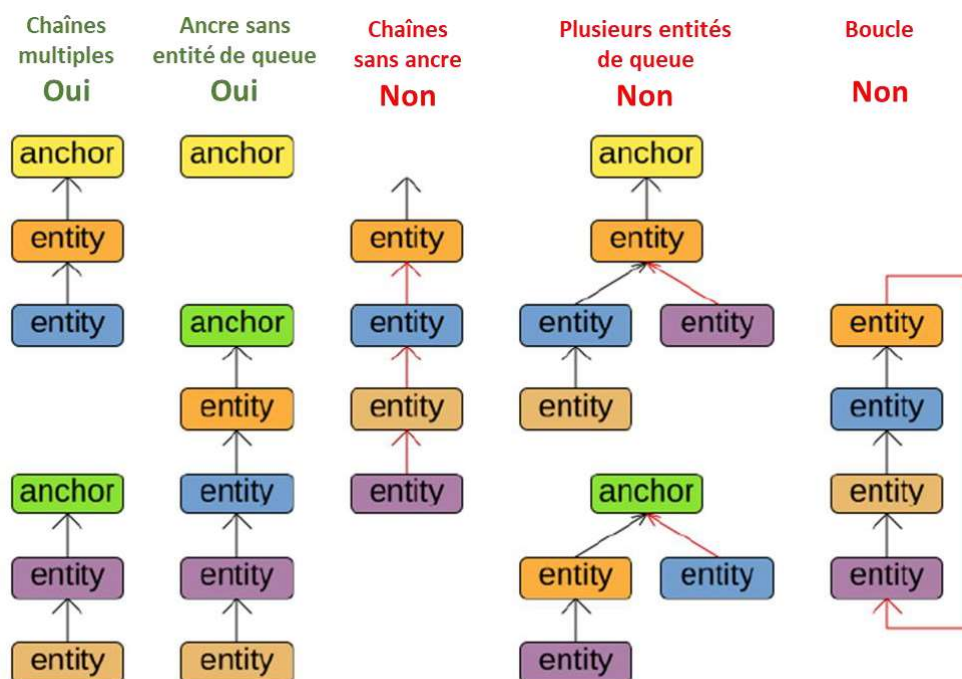 Chaînes
multiples
Oui
Ancre sans
entité de queue
Oui
Chaînes
sans ancre
Non
Plusieurs entités
de queue
Non
Boucle
Non
anchor
entity
entity
anchor
entity
entity
anchor
anchor
entity
entity
entity
entity
entity
entity
entity
entity
anchor
entity
entity
entity
entity
anchor
entity
entity
entity
entity
entity
entity
entity